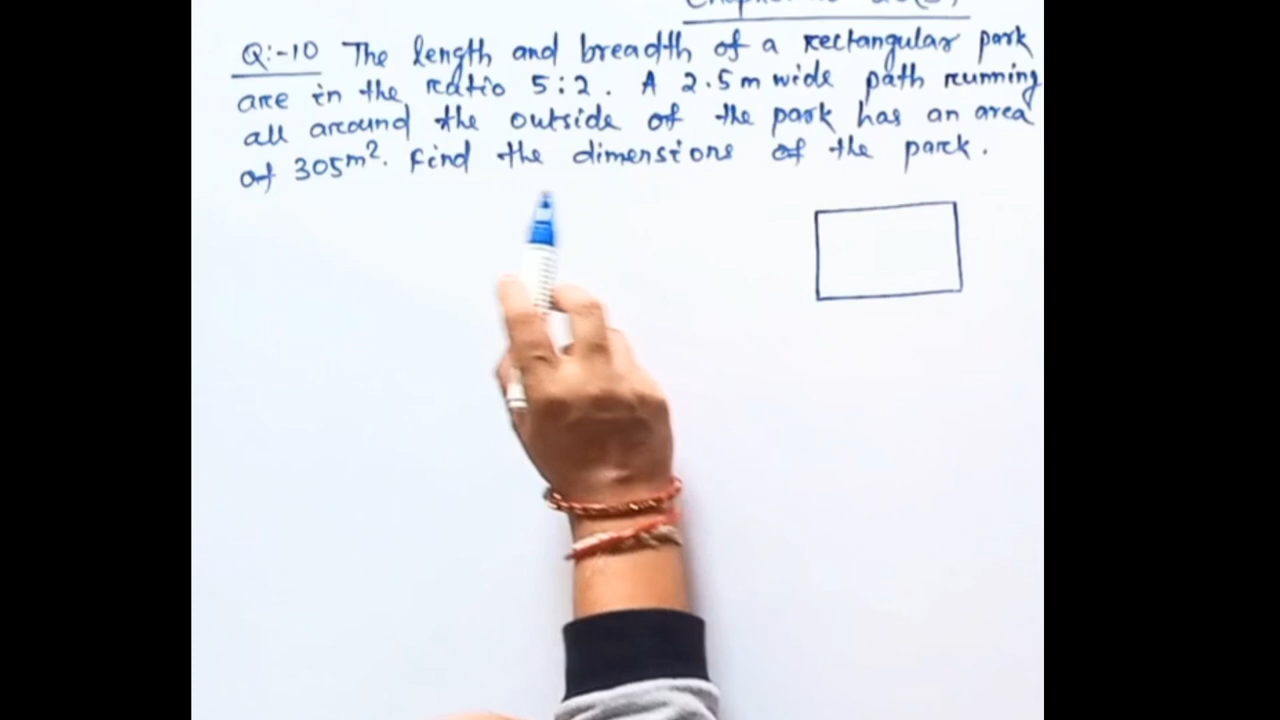 Q:-10 The length and breadth of a rectangular park
are in the ratio 5:2. A 2.5m wide path running
all around the outside of the park has an area
of 305m². Find the dimensions of the park.